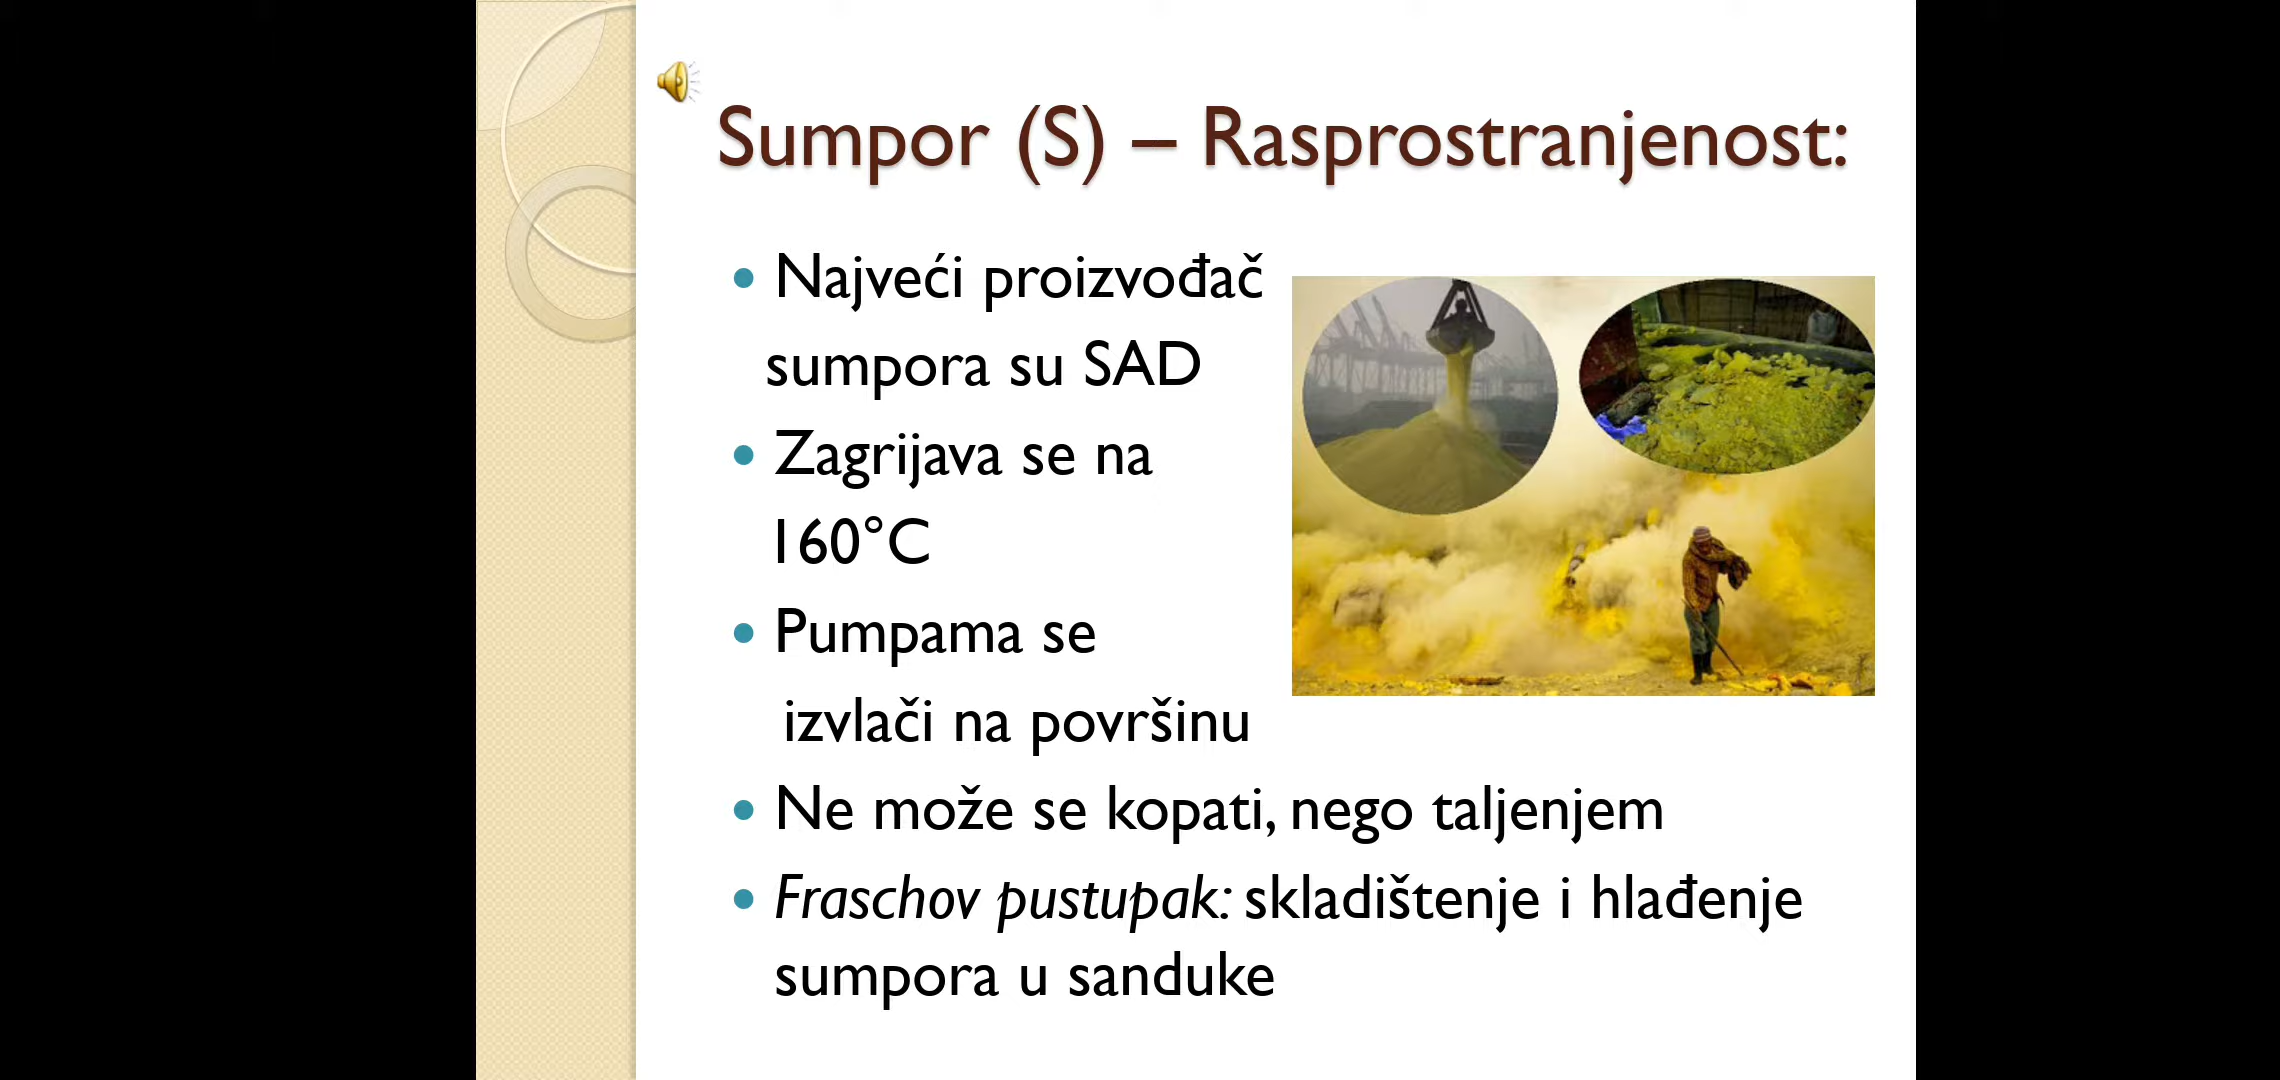 Sumpor (S) – Rasprostranjenost:
• Najveći proizvođač
sumpora su SAD
• Zagrijava se na
160°C
• Pumpama se
izvlači na površinu
• Ne može se kopati, nego taljenjem
• Fraschov pustupak: skladištenje i hlađenje
sumpora u sanduke